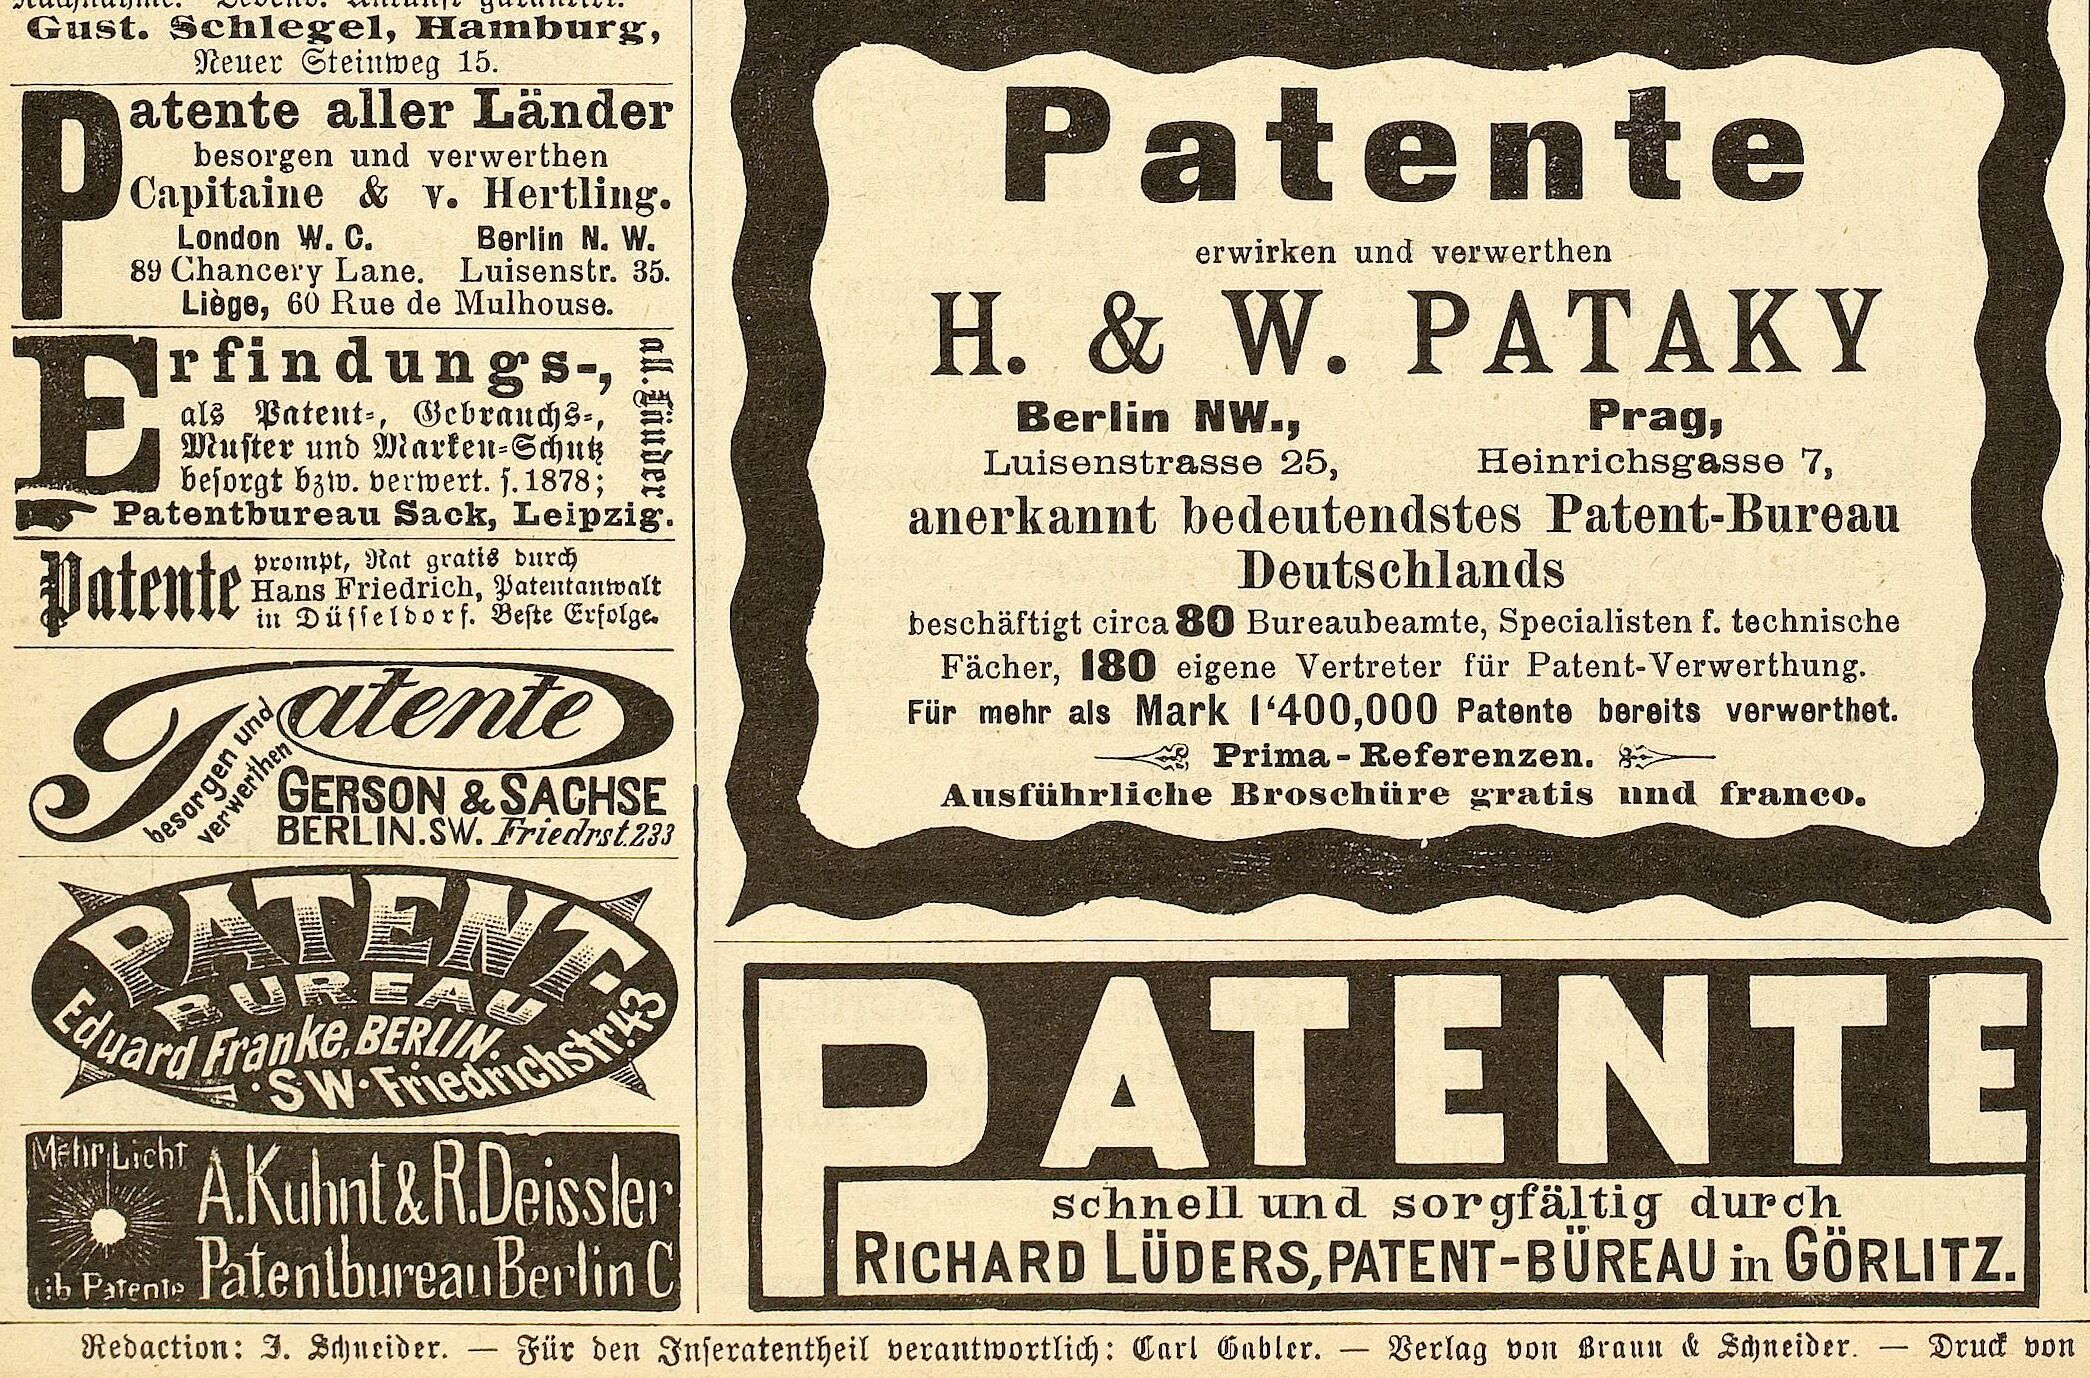 Nachnahme. Lebend. Ankunft garantirt.
Gust. Schlegel, Hamburg,
Neuer Steinweg 15.
Patente aller Länder
besorgen und verwerthen
Capitaine & v. Hertling.
London W. C. Berlin N. W.
89 Chancery Lane. Luisenstr. 35.
Liège, 60 Rue de Mulhouse.
Erfindungs-,
all. Länder
als Patent-, Gebrauchs-,
Muster und Marken-Schutz
besorgt bzw. verwert. s. 1878;
Patentbureau Sack, Leipzig.
Patente
prompt, Rat gratis durch
Hans Friedrich, Patentanwalt
in Düsseldorf. Beste Erfolge.
Patente
besorgen und
verwerthen
GERSON & SACHSE
BERLIN.SW. Friedrst.233
PATENT-
BUREAU
Eduard Franke, BERLIN.
S.W. Friedrichstr.43
Mehr Licht
üb Patente
A.Kuhnt & R.Deissler
Patentbureau Berlin C
Patente
erwirken und verwerthen
H. & W. PATAKY
Berlin NW., Prag,
Luisenstrasse 25, Heinrichsgasse 7,
anerkannt bedeutendstes Patent-Bureau
Deutschlands
beschäftigt circa 80 Bureaubeamte, Specialisten f. technische
Fächer, 180 eigene Vertreter für Patent-Verwerthung.
Für mehr als Mark 1‘400,000 Patente bereits verwerthet.
Prima-Referenzen.
Ausführliche Broschüre gratis und franco.
PATENTE
schnell und sorgfältig durch
RICHARD LÜDERS, PATENT-BÜREAU in GÖRLITZ.
Redaction: J. Schneider. — Für den Inseratentheil verantwortlich: Carl Gabler. — Verlag von Braun & Schneider. — Druck von